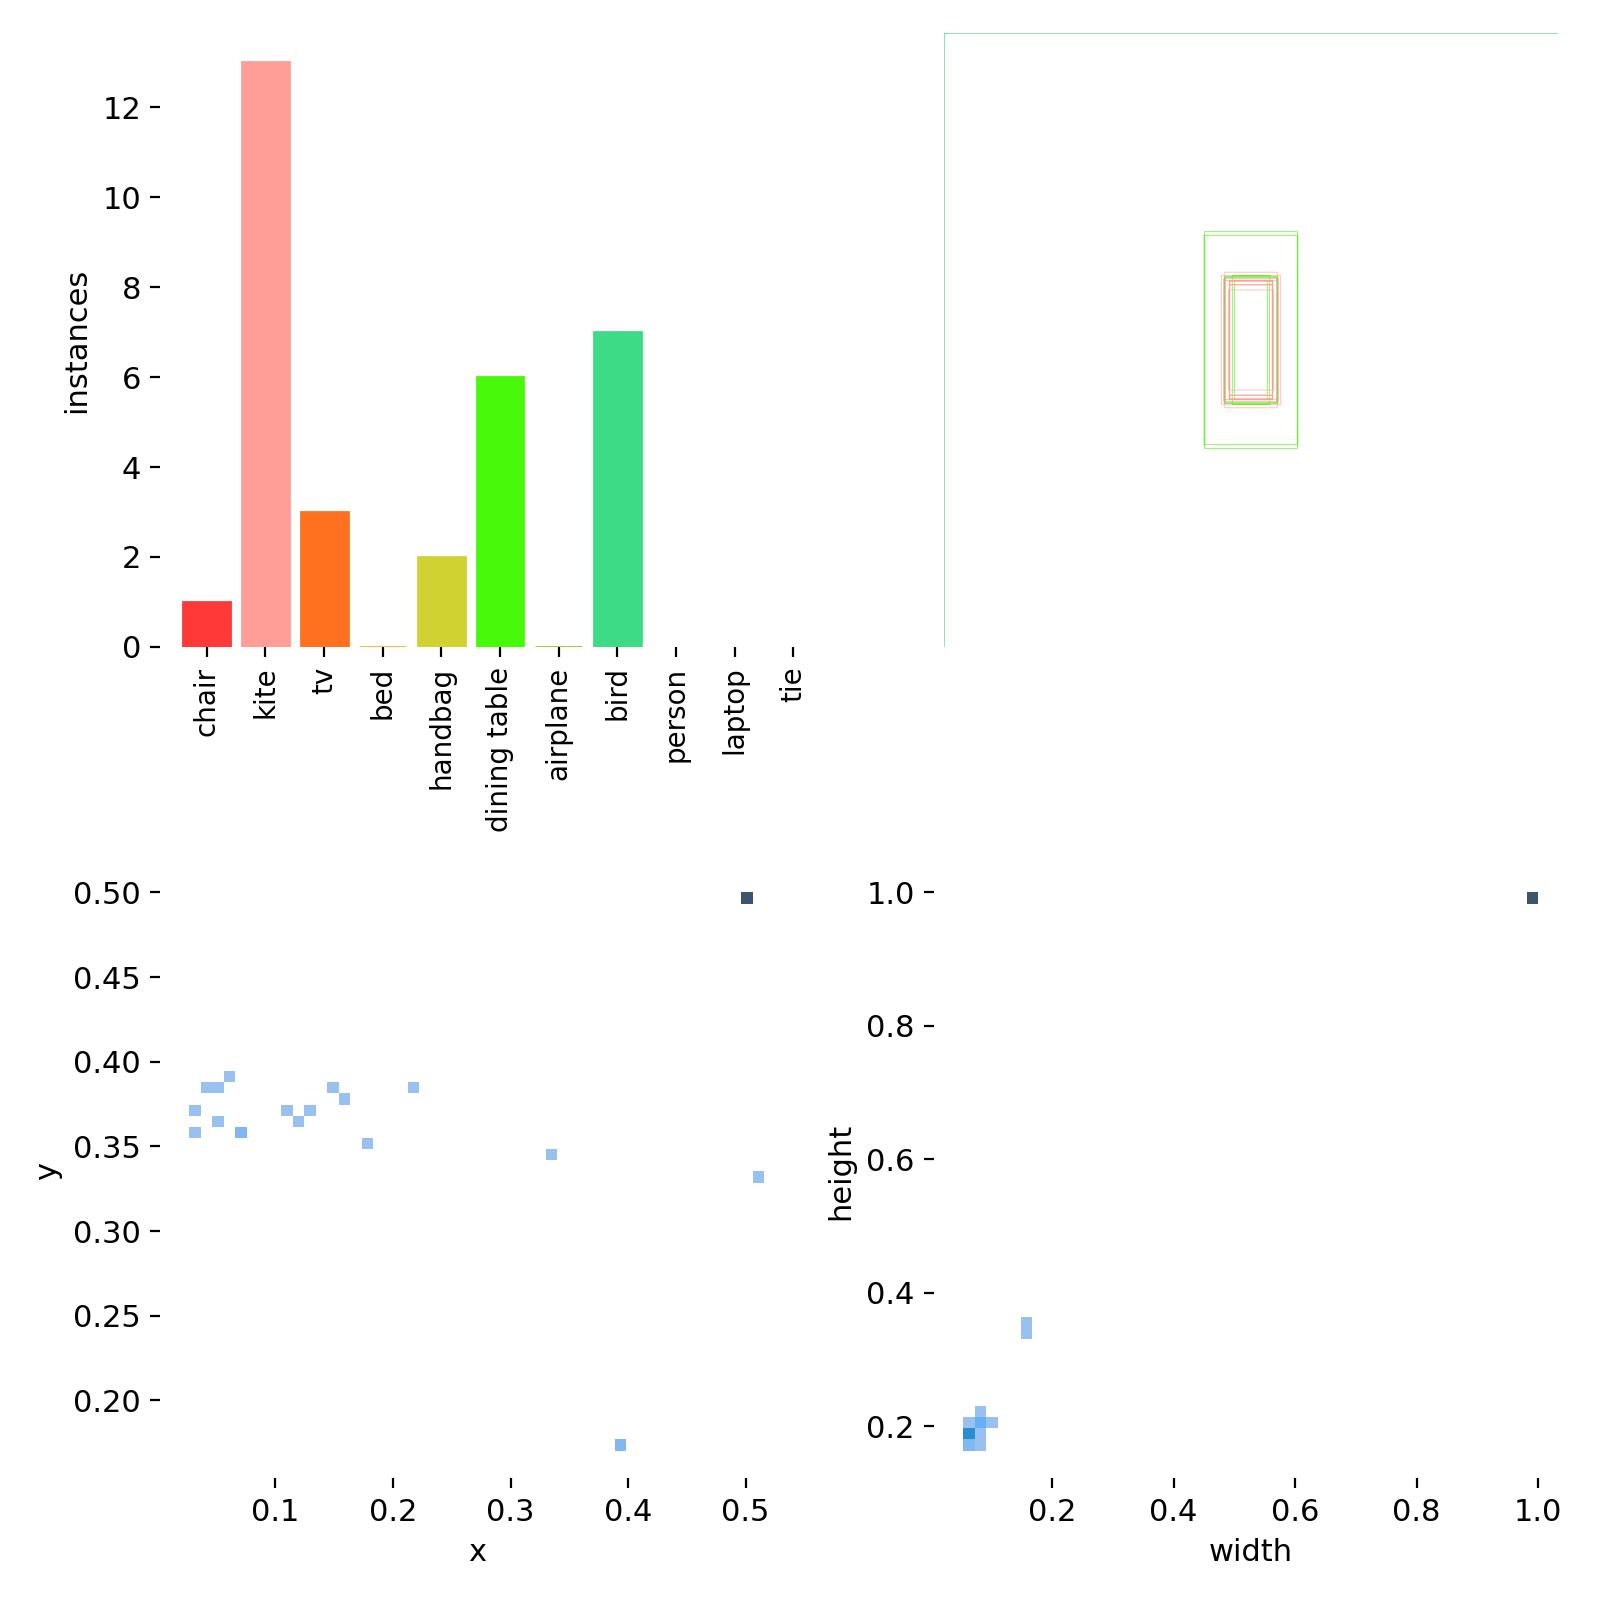 12
10
8
6
4
2
0
instances
chair
kite
tv
bed
handbag
dining table
airplane
bird
person
laptop
tie
0.50
0.45
0.40
0.35
0.30
0.25
0.20
y
0.1 0.2 0.3 0.4 0.5
x
1.0
0.8
0.6
0.4
0.2
height
0.2 0.4 0.6 0.8 1.0
width